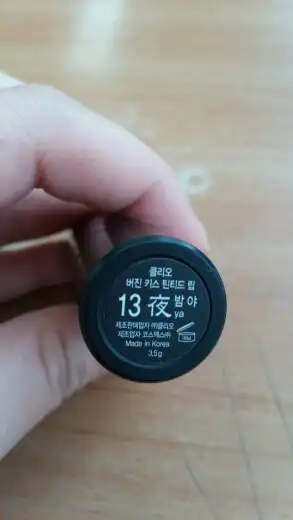 클리오
버진 키스 틴티드 립
13 夜 밤 야
ya
제조판매업자 ㈜클리오
제조업자 코스맥스㈜
Made in Korea
3.5g